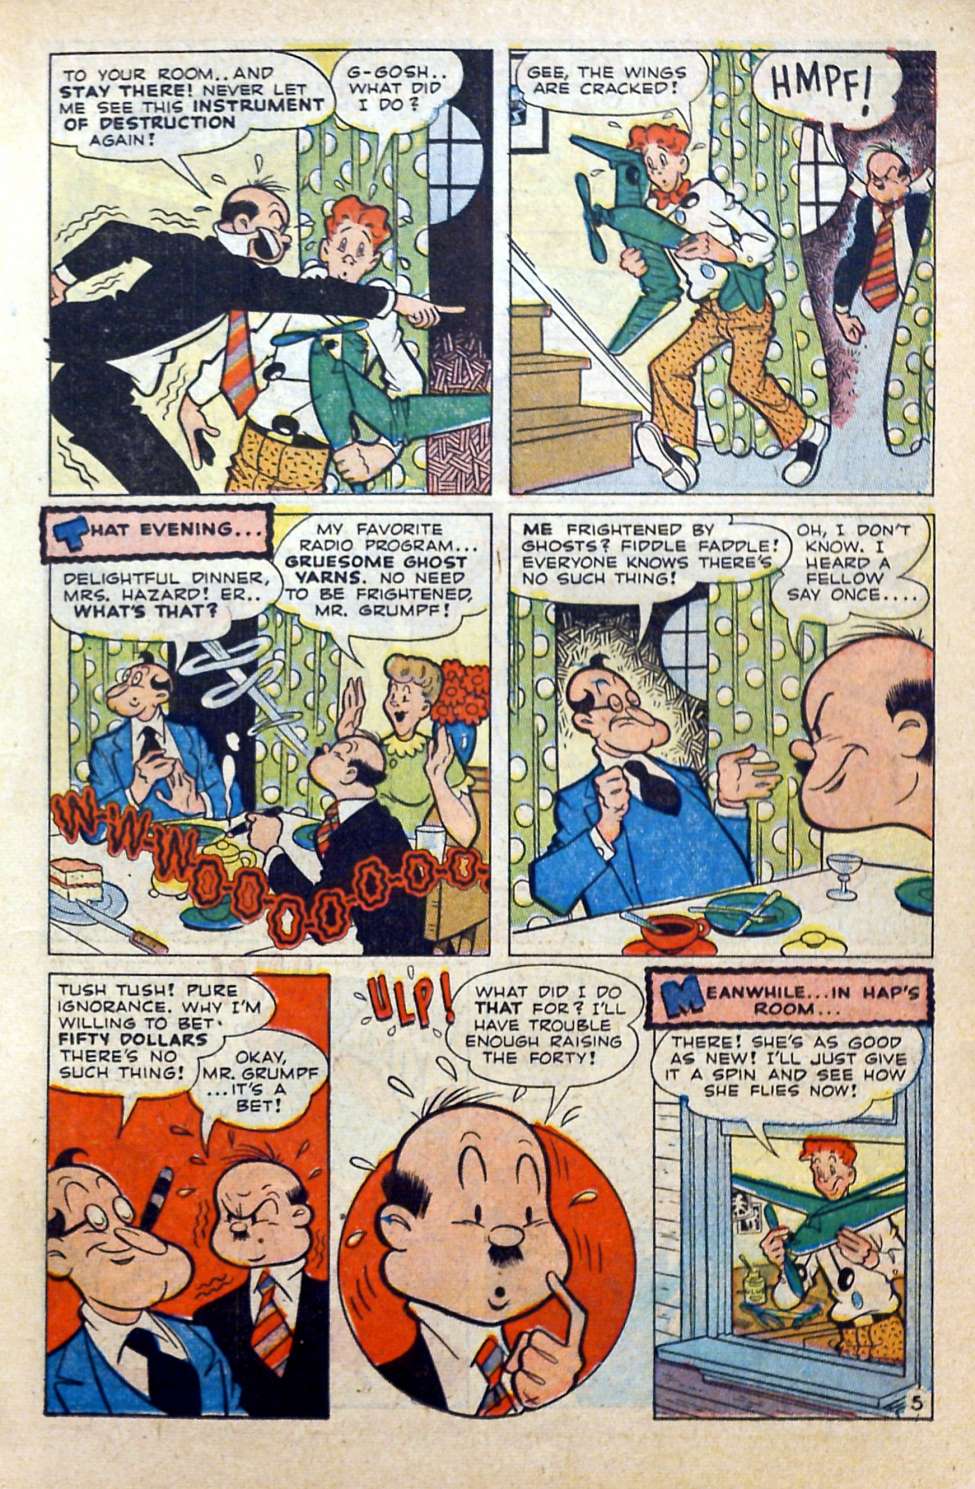 TO YOUR ROOM.. AND
STAY THERE! NEVER LET
ME SEE THIS INSTRUMENT
OF DESTRUCTION
AGAIN!
G-GOSH..
WHAT DID
I DO?
GEE, THE WINGS
ARE CRACKED!
HMPF!
THAT EVENING...
DELIGHTFUL DINNER,
MRS. HAZARD! ER..
WHAT'S THAT?
MY FAVORITE
RADIO PROGRAM...
GRUESOME GHOST
YARNS. NO NEED
TO BE FRIGHTENED,
MR. GRUMPF!
W-W-WOO-O-O-O-O-O
ME FRIGHTENED BY
GHOSTS? FIDDLE FADDLE!
EVERYONE KNOWS THERE'S
NO SUCH THING!
OH, I DON'T
KNOW. I
HEARD A
FELLOW
SAY ONCE....
TUSH TUSH! PURE
IGNORANCE. WHY I'M
WILLING TO BET
FIFTY DOLLARS
THERE'S NO
SUCH THING!
OKAY,
MR. GRUMPF
...IT'S A
BET!
ULP!
WHAT DID I DO
THAT FOR? I'LL
HAVE TROUBLE
ENOUGH RAISING
THE FORTY!
MEANWHILE...IN HAP'S
ROOM...
THERE! SHE'S AS GOOD
AS NEW! I'LL JUST GIVE
IT A SPIN AND SEE HOW
SHE FLIES NOW!
5